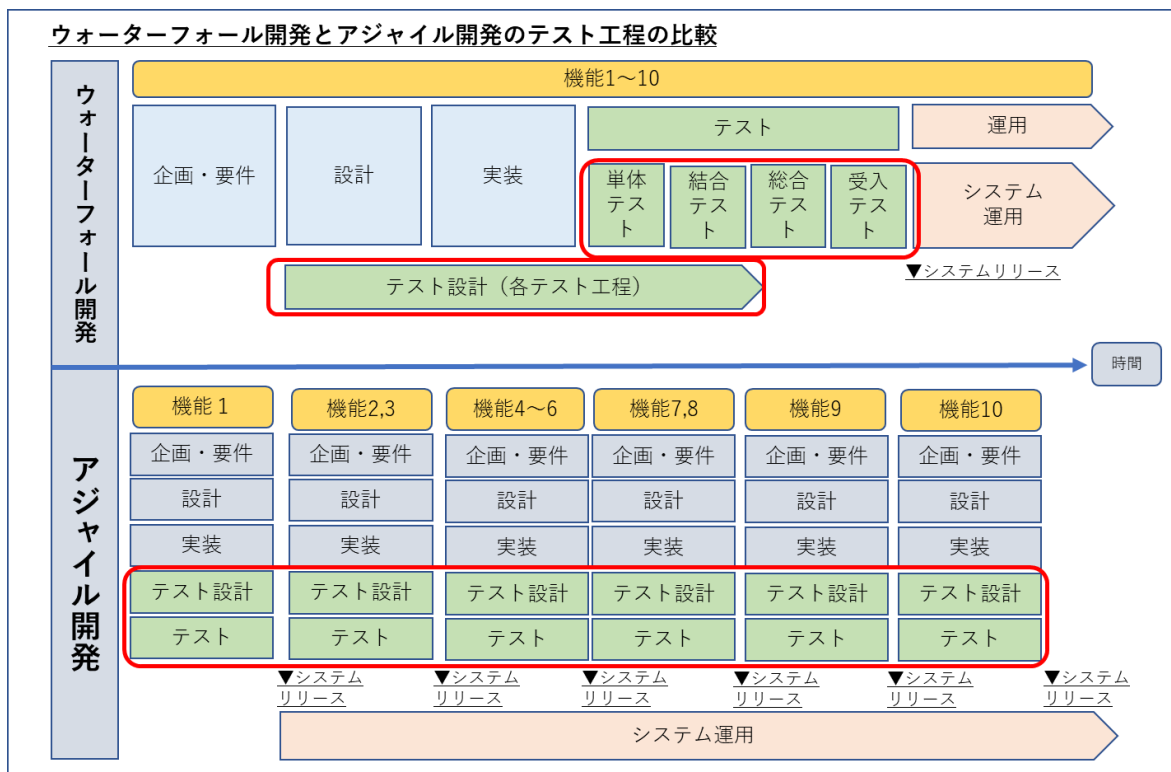 ウォーターフォール開発とアジャイル開発のテスト工程の比較
ウォーターフォール開発
機能1～10
企画・要件
設計
実装
テスト
運用
単体
テス
ト
結合
テス
ト
総合
テス
ト
受入
テス
ト
システム
運用
▼システムリリース
テスト設計（各テスト工程）
時間
アジャイル開発
機能１
機能2,3
機能4～6
機能7,8
機能9
機能10
企画・要件
企画・要件
企画・要件
企画・要件
企画・要件
企画・要件
設計
設計
設計
設計
設計
設計
実装
実装
実装
実装
実装
実装
テスト設計
テスト設計
テスト設計
テスト設計
テスト設計
テスト設計
テスト
テスト
テスト
テスト
テスト
テスト
▼システム
リリース
▼システム
リリース
▼システム
リリース
▼システム
リリース
▼システム
リリース
▼システム
リリース
システム運用